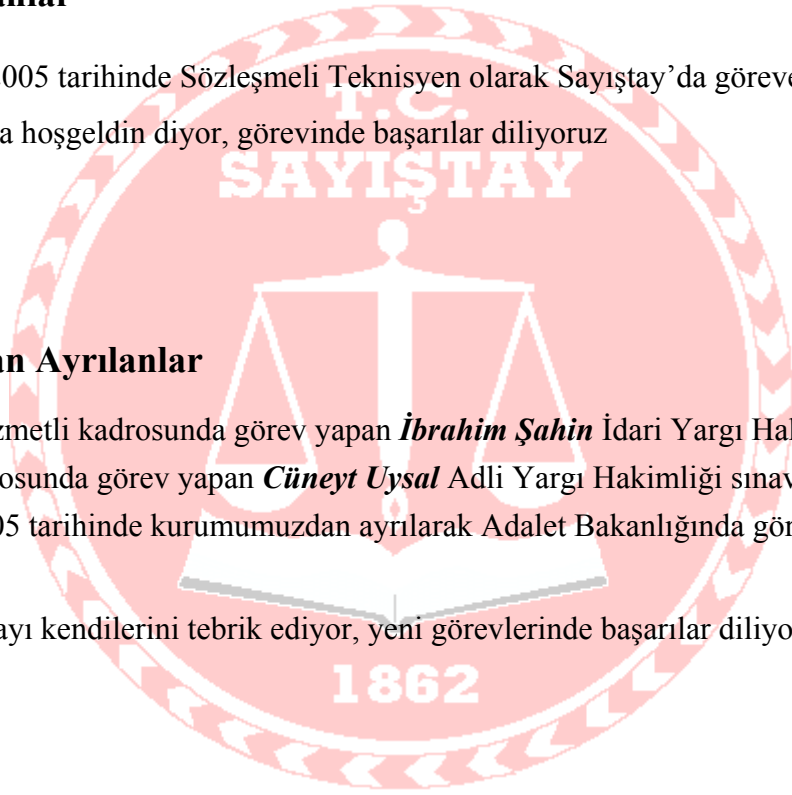 005 tarihinde Sözleşmeli Teknisyen olarak Sayıştay’da göreve
a hoşgeldin diyor, görevinde başarılar diliyoruz
T.C.
SAYIŞTAY
an Ayrılanlar
zmetli kadrosunda görev yapan İbrahim Şahin İdari Yargı Hal
osunda görev yapan Cüneyt Uysal Adli Yargı Hakimliği sınav
05 tarihinde kurumumuzdan ayrılarak Adalet Bakanlığında gör
ayı kendilerini tebrik ediyor, yeni görevlerinde başarılar diliyo
1862